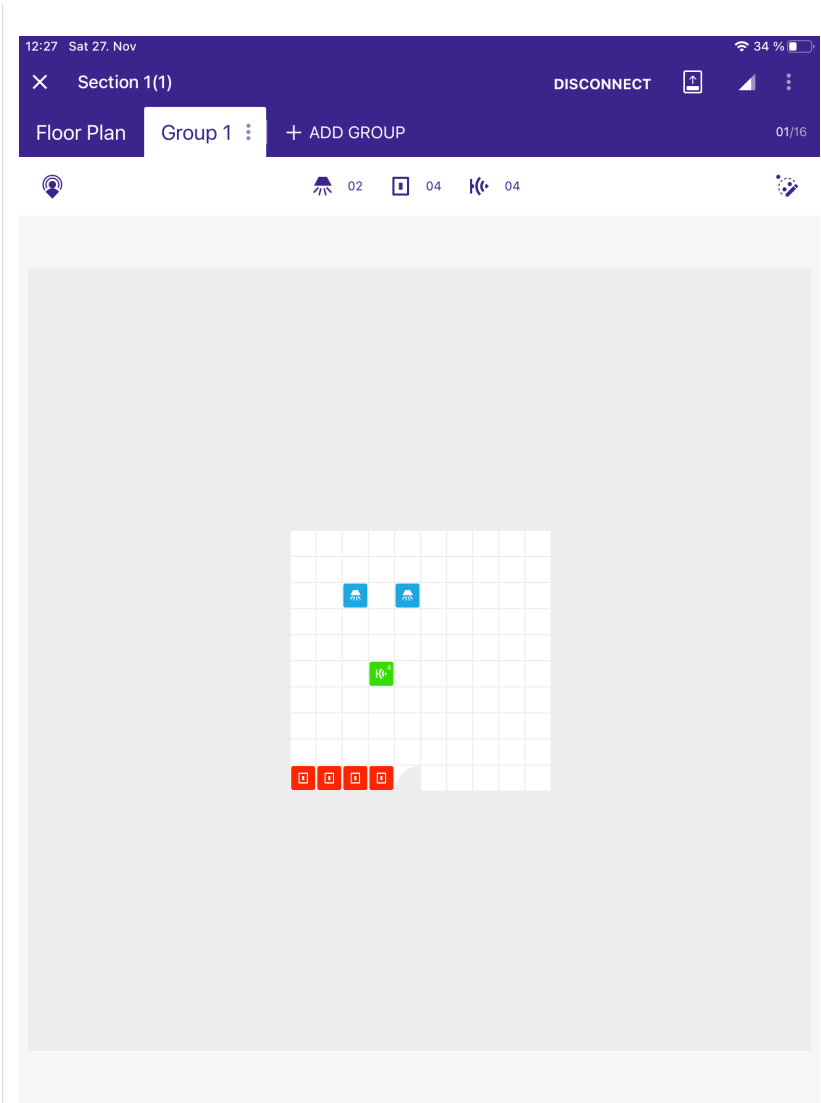 12:27 Sat 27. Nov 34 %
Section 1(1) DISCONNECT
Floor Plan Group 1 + ADD GROUP 01/16
02 04 04
4